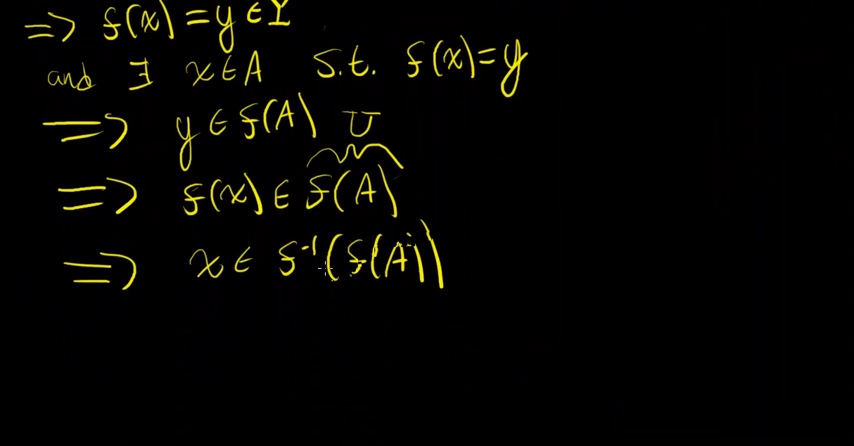 ⇒ f(x) = y ∈ Y
and ∃ x ∈ A s.t. f(x) = y
⇒ y ∈ f(A) U
⇒ f(x) ∈ f(A)
⇒ x ∈ f⁻¹(f(A))